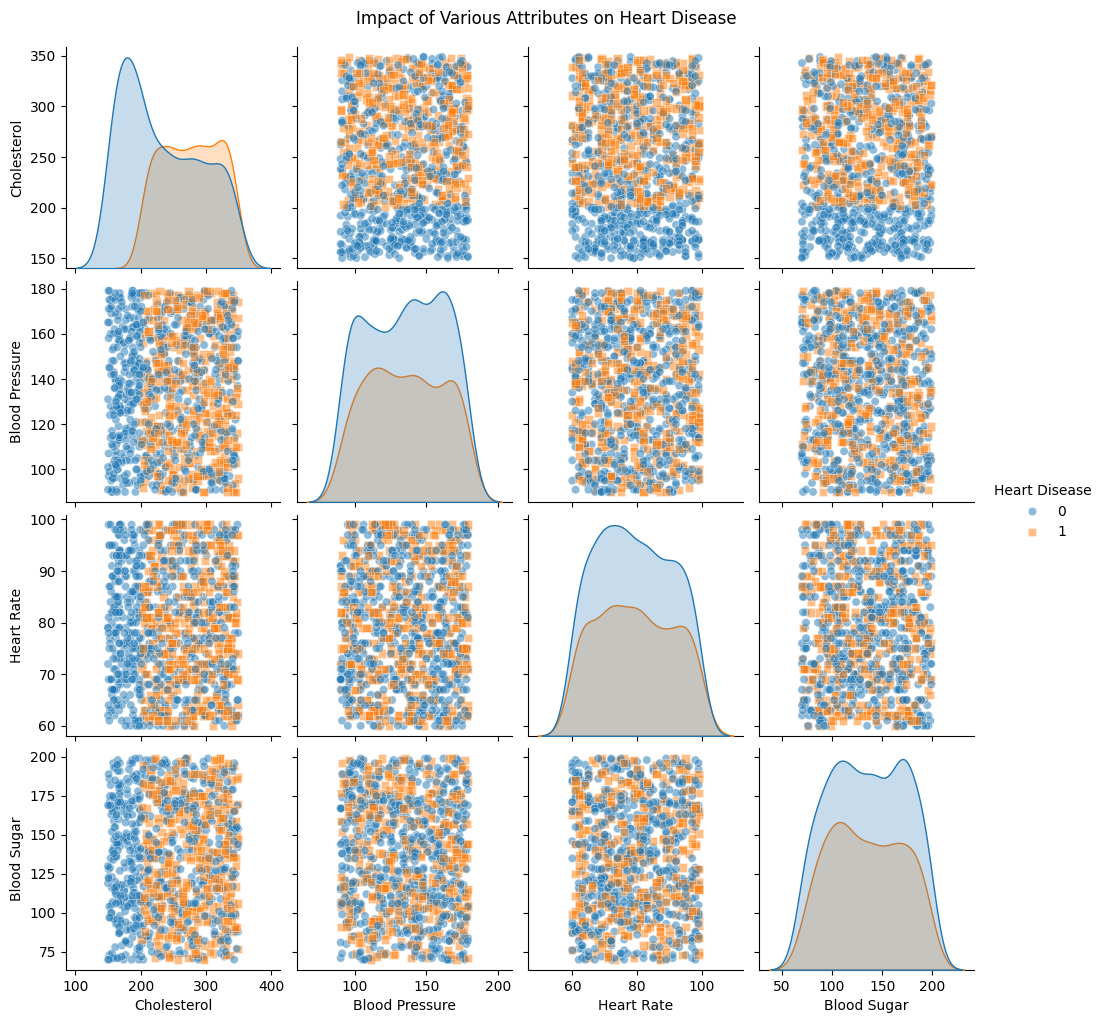 Impact of Various Attributes on Heart Disease
350
300
250
200
150
Cholesterol
180
160
140
120
100
Blood Pressure
Heart Disease
0
1
100
90
80
70
60
Heart Rate
200
175
150
125
100
75
Blood Sugar
100 200 300 400
100 150 200
60 80 100
50 100 150 200
Cholesterol
Blood Pressure
Heart Rate
Blood Sugar